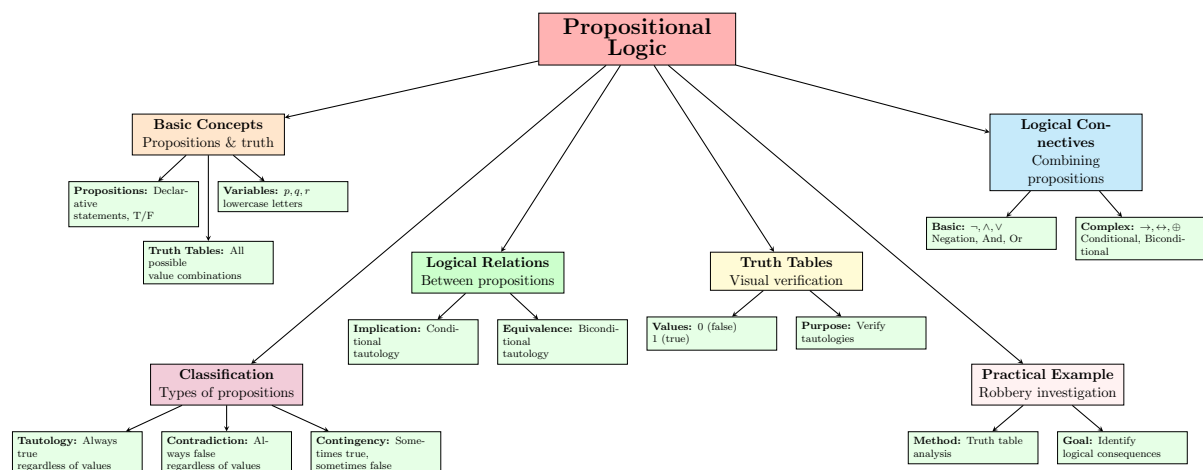 Propositional
Logic
Basic Concepts
Propositions & truth
Propositions: Declar-
ative
statements, T/F
Variables: p, q, r
lowercase letters
Truth Tables: All
possible
value combinations
Logical Con-
nectives
Combining
propositions
Basic: ¬, ∧, ∨
Negation, And, Or
Complex: →, ↔, ⊕
Conditional, Bicondi-
tional
Logical Relations
Between propositions
Implication: Condi-
tional
tautology
Equivalence: Bicondi-
tional
tautology
Truth Tables
Visual verification
Values: 0 (false)
1 (true)
Purpose: Verify
tautologies
Classification
Types of propositions
Tautology: Always
true
regardless of values
Contradiction: Al-
ways false
regardless of values
Contingency: Some-
times true,
sometimes false
Practical Example
Robbery investigation
Method: Truth table
analysis
Goal: Identify
logical consequences